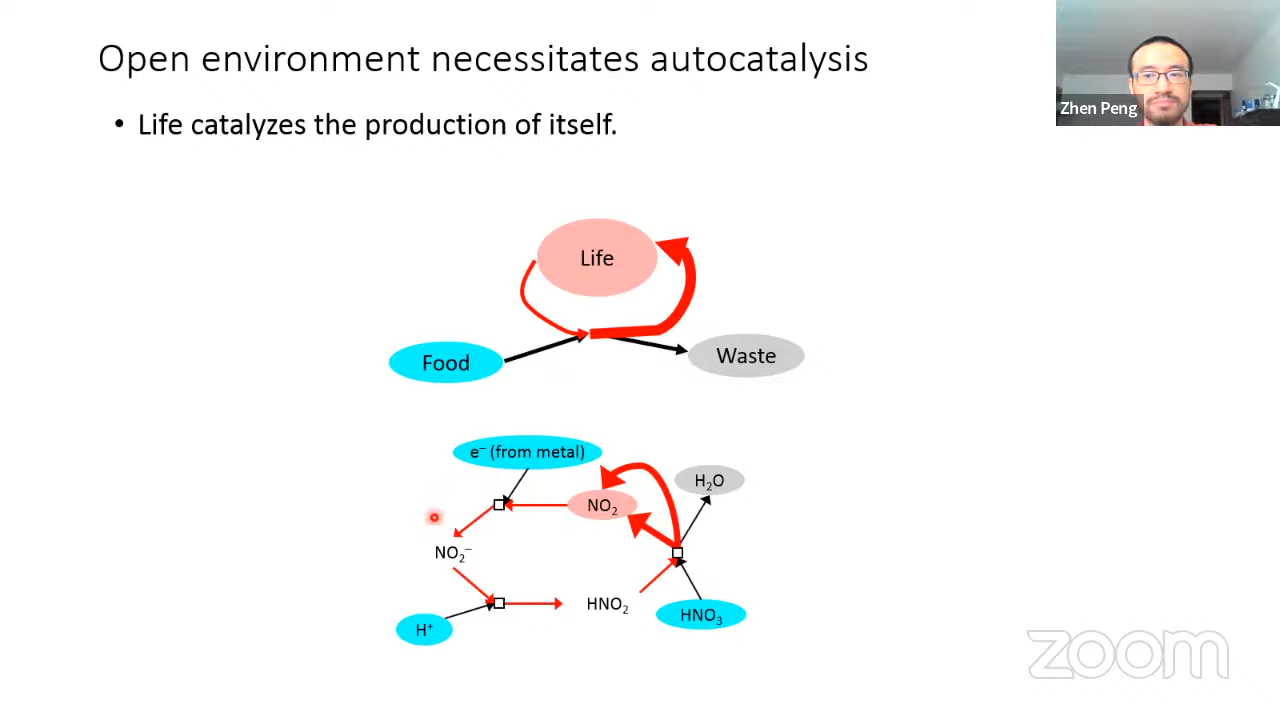 Open environment necessitates autocatalysis
Zhen Peng
• Life catalyzes the production of itself.
Life
Food
Waste
e⁻ (from metal)
H₂O
NO₂
NO₂⁻
HNO₂
HNO₃
H⁺
zoom